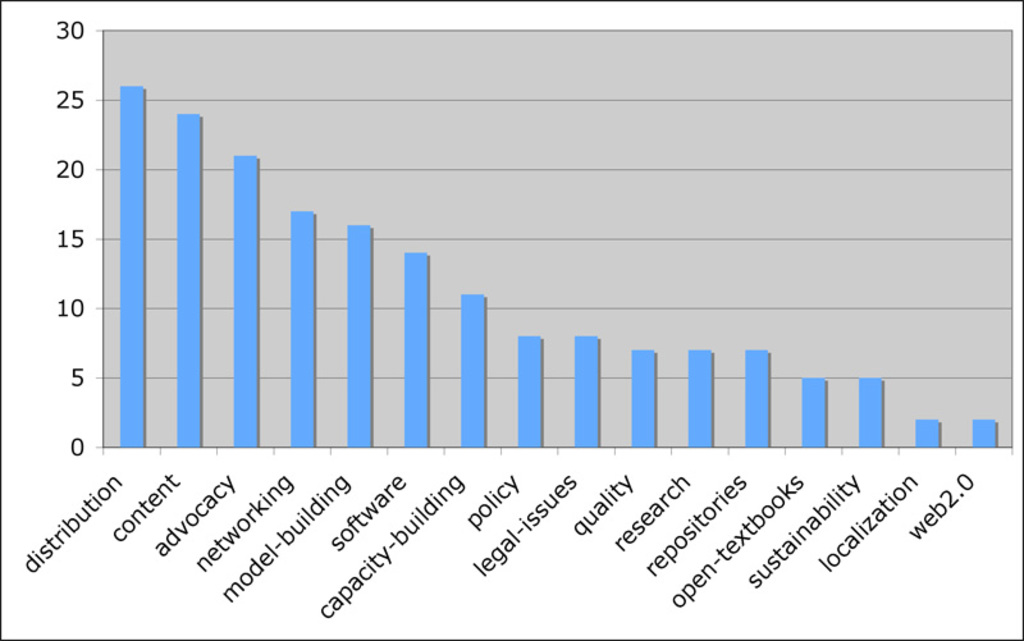 30
25
20
15
10
5
0
distribution
content
advocacy
networking
model-building
software
capacity-building
policy
legal-issues
quality
research
repositories
open-textbooks
sustainability
localization
web2.0